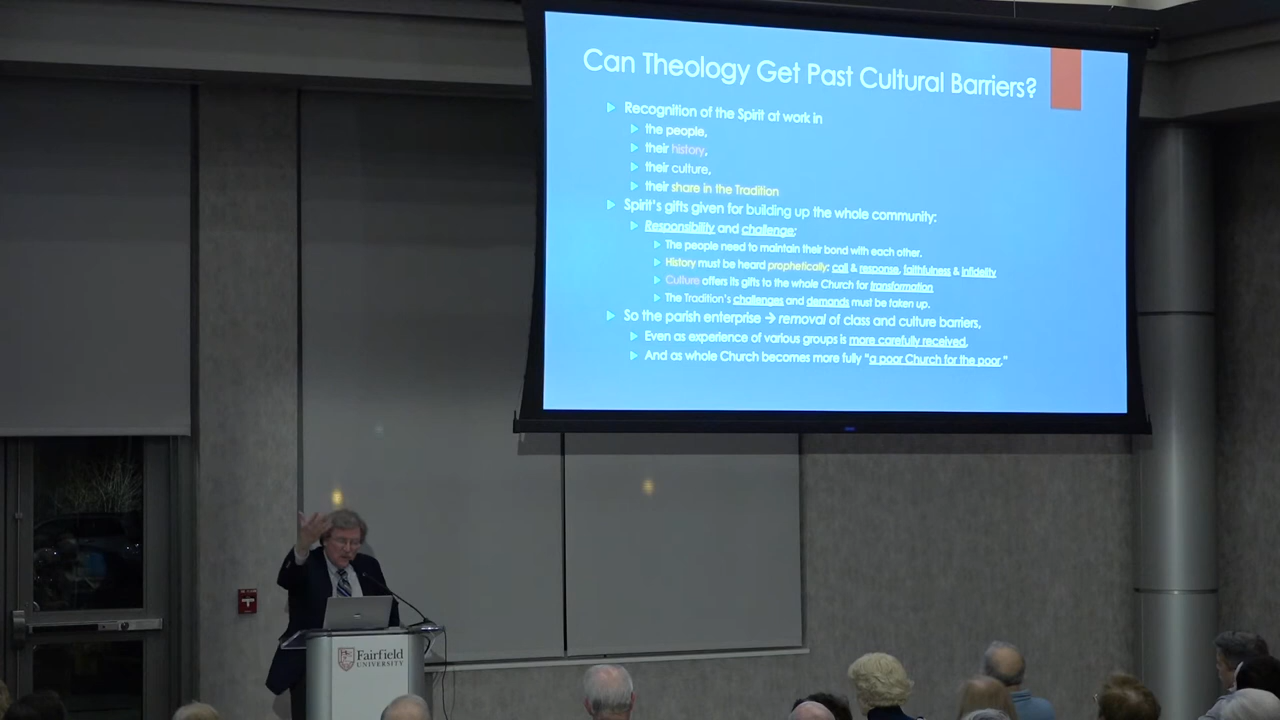 Can Theology Get Past Cultural Barriers?
Recognition of the Spirit at work in
the people,
their history,
their culture,
their share in the Tradition
Spirit's gifts given for building up the whole community:
Responsibility and challenge:
The people need to maintain their bond with each other.
History must be heard prophetically: call & response, faithfulness & infidelity
Culture offers its gifts to the whole Church for transformation
The Tradition's challenges and demands must be taken up.
So the parish enterprise → removal of class and culture barriers,
Even as experience of various groups is more carefully received,
And as whole Church becomes more fully "a poor Church for the poor."
Fairfield
UNIVERSITY